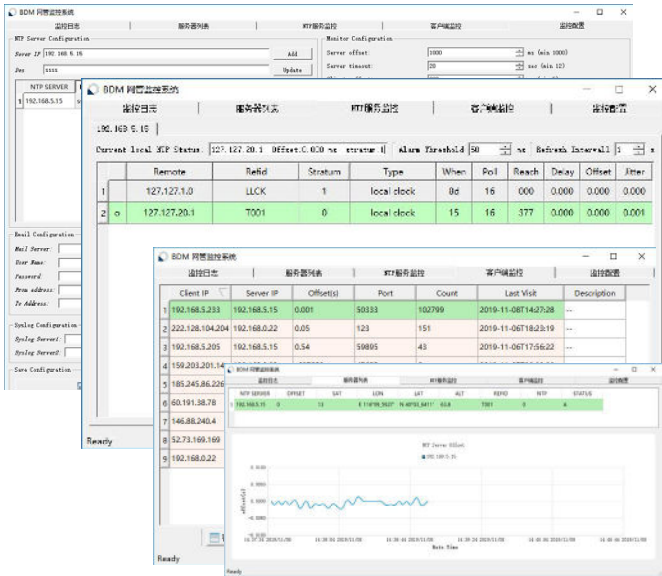 BDM 网管监控系统
监控日志 服务器列表 NTP服务监控 客户端监控 监控配置
NTP Server Configuration
Server IP 192.168.5.15 Add
Update
NTP SERVER
1 192.168.5.15
Monitor Configuration
Server offset: 1000 ms (min 1000)
Server timeout: 20 sec (min 12)
Email Configuration
Mail Server:
User Name:
Password
From address:
To Address:
Syslog Configuration
Syslog Server1:
Syslog Server2:
Save Configuration
BDM 网管监控系统
监控日志 服务器列表 NTP服务监控 客户端监控 监控配置
192.168.5.15
Current local NTP Status: 127.127.20.1 Offset:0.000 ms stratum 1 Alarm Threshold 50 ms Refresh Intervall 1 s
Remote Refid Stratum Type When Poll Reach Delay Offset Jitter
1 127.127.1.0 LLCK 1 local clock 8d 16 000 0.000 0.000 0.000
2 o 127.127.20.1 T001 0 local clock 15 16 377 0.000 0.000 0.001
Ready
BDM 网管监控系统
监控日志 服务器列表 NTP服务监控 客户端监控 监控配置
Client IP Server IP Offset(s) Port Count Last Visit Description
1 192.168.5.233 192.168.5.15 0.001 50333 102799 2019-11-08T14:27:28 --
2 222.128.104.204 192.168.0.22 0.05 123 151 2019-11-06T18:23:19 --
3 192.168.5.205 192.168.5.15 0.54 59895 43 2019-11-06T17:56:22 --
4 159.203.201.14
5 185.245.86.226
6 60.191.38.78
7 146.88.240.4
8 52.73.169.169
9 192.168.0.22
Ready
BDM 网管监控系统
监控日志 服务器列表 NTP服务监控 客户端监控 监控配置
NTP SERVER OFFSET SAT LON LAT ALT REFID NTP STATUS
1 192.168.5.15 0 13 63.8 T001 0 A
NTP Server Offset
192.168.5.15
offset(s)
0.0000
Date Time
Ready